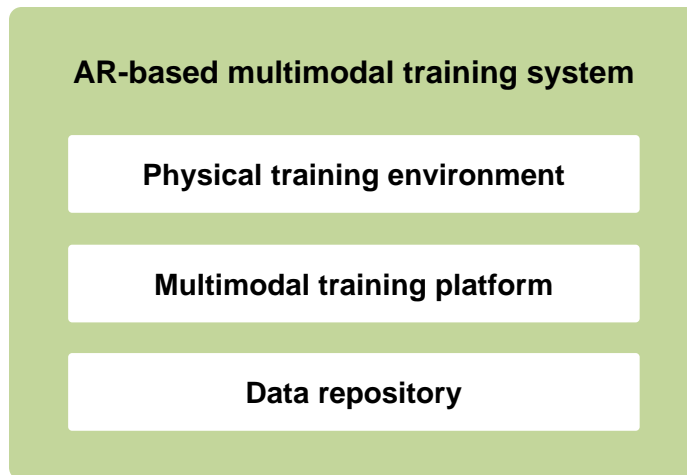 AR-based multimodal training system
Physical training environment
Multimodal training platform
Data repository